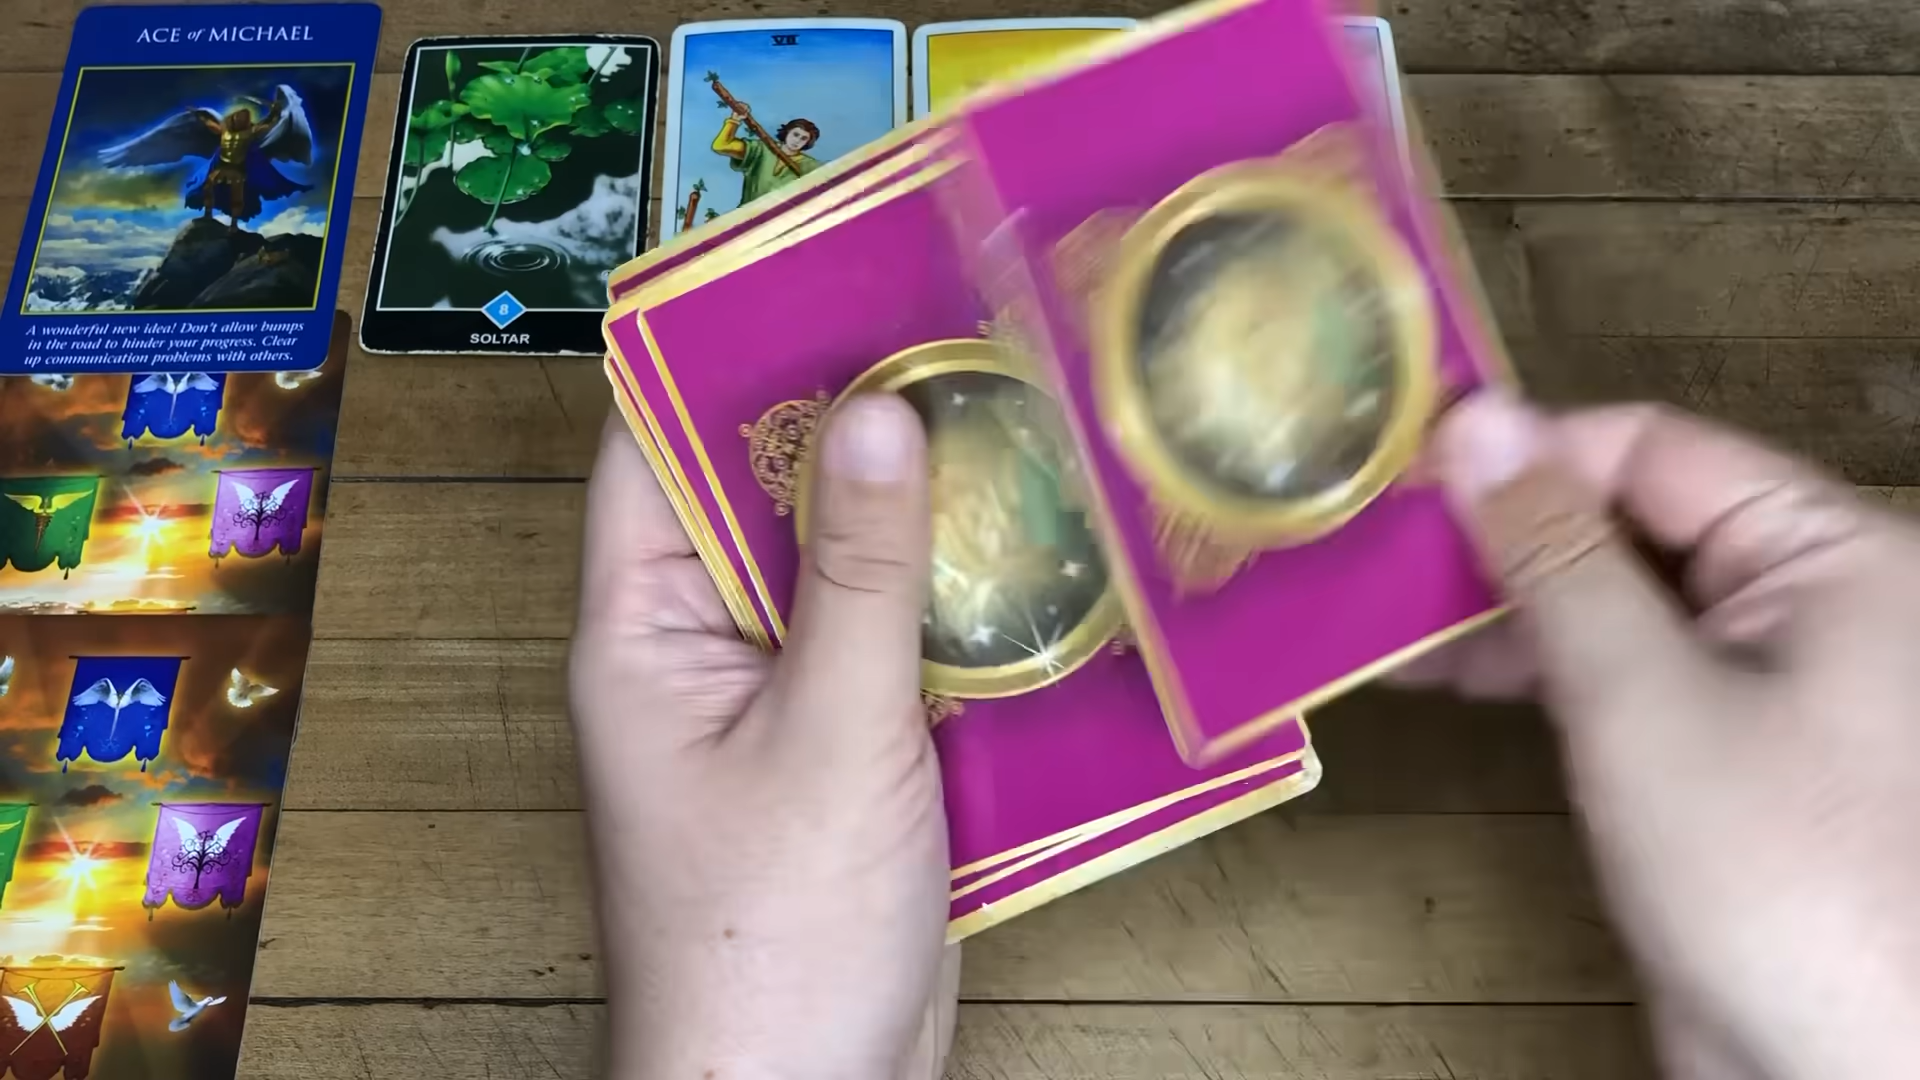 ACE of MICHAEL
A wonderful new idea! Don't allow bumps
in the road to hinder your progress. Clear
up communication problems with others.
8
SOLTAR
VII